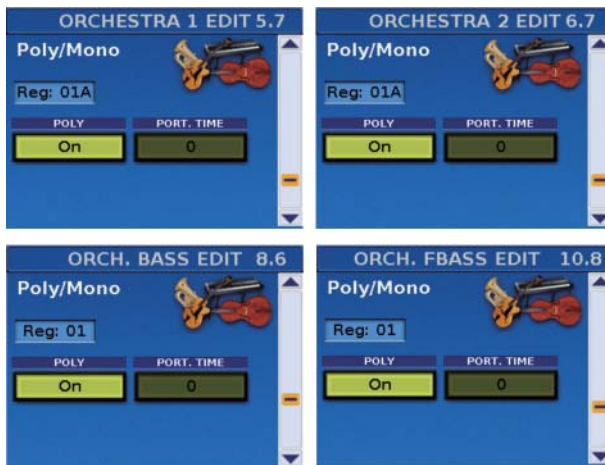 ORCHESTRA 1 EDIT 5.7
Poly/Mono
Reg: 01A
POLY PORT. TIME
On 0
ORCHESTRA 2 EDIT 6.7
Poly/Mono
Reg: 01A
POLY PORT. TIME
On 0
ORCH. BASS EDIT 8.6
Poly/Mono
Reg: 01
POLY PORT. TIME
On 0
ORCH. FBASS EDIT 10.8
Poly/Mono
Reg: 01
POLY PORT. TIME
On 0